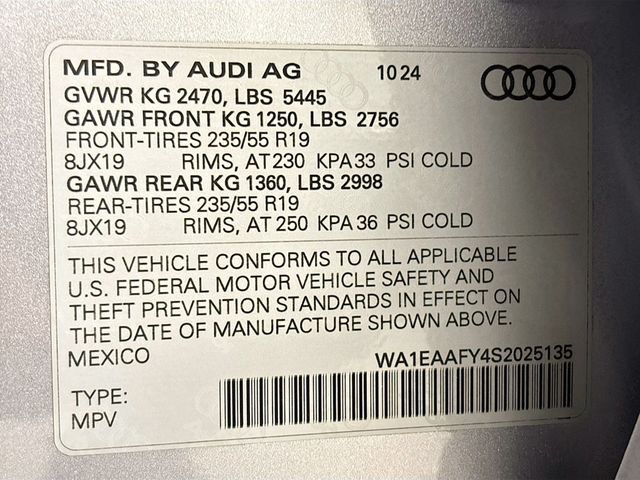 MFD. BY AUDI AG 1024
GVWR KG 2470, LBS 5445
GAWR FRONT KG 1250, LBS 2756
FRONT-TIRES 235/55 R19
8JX19 RIMS, AT 230 KPA 33 PSI COLD
GAWR REAR KG 1360, LBS 2998
REAR-TIRES 235/55 R19
8JX19 RIMS, AT 250 KPA 36 PSI COLD
THIS VEHICLE CONFORMS TO ALL APPLICABLE
U.S. FEDERAL MOTOR VEHICLE SAFETY AND
THEFT PREVENTION STANDARDS IN EFFECT ON
THE DATE OF MANUFACTURE SHOWN ABOVE.
MEXICO WA1EAAFY4S2025135
TYPE:
MPV